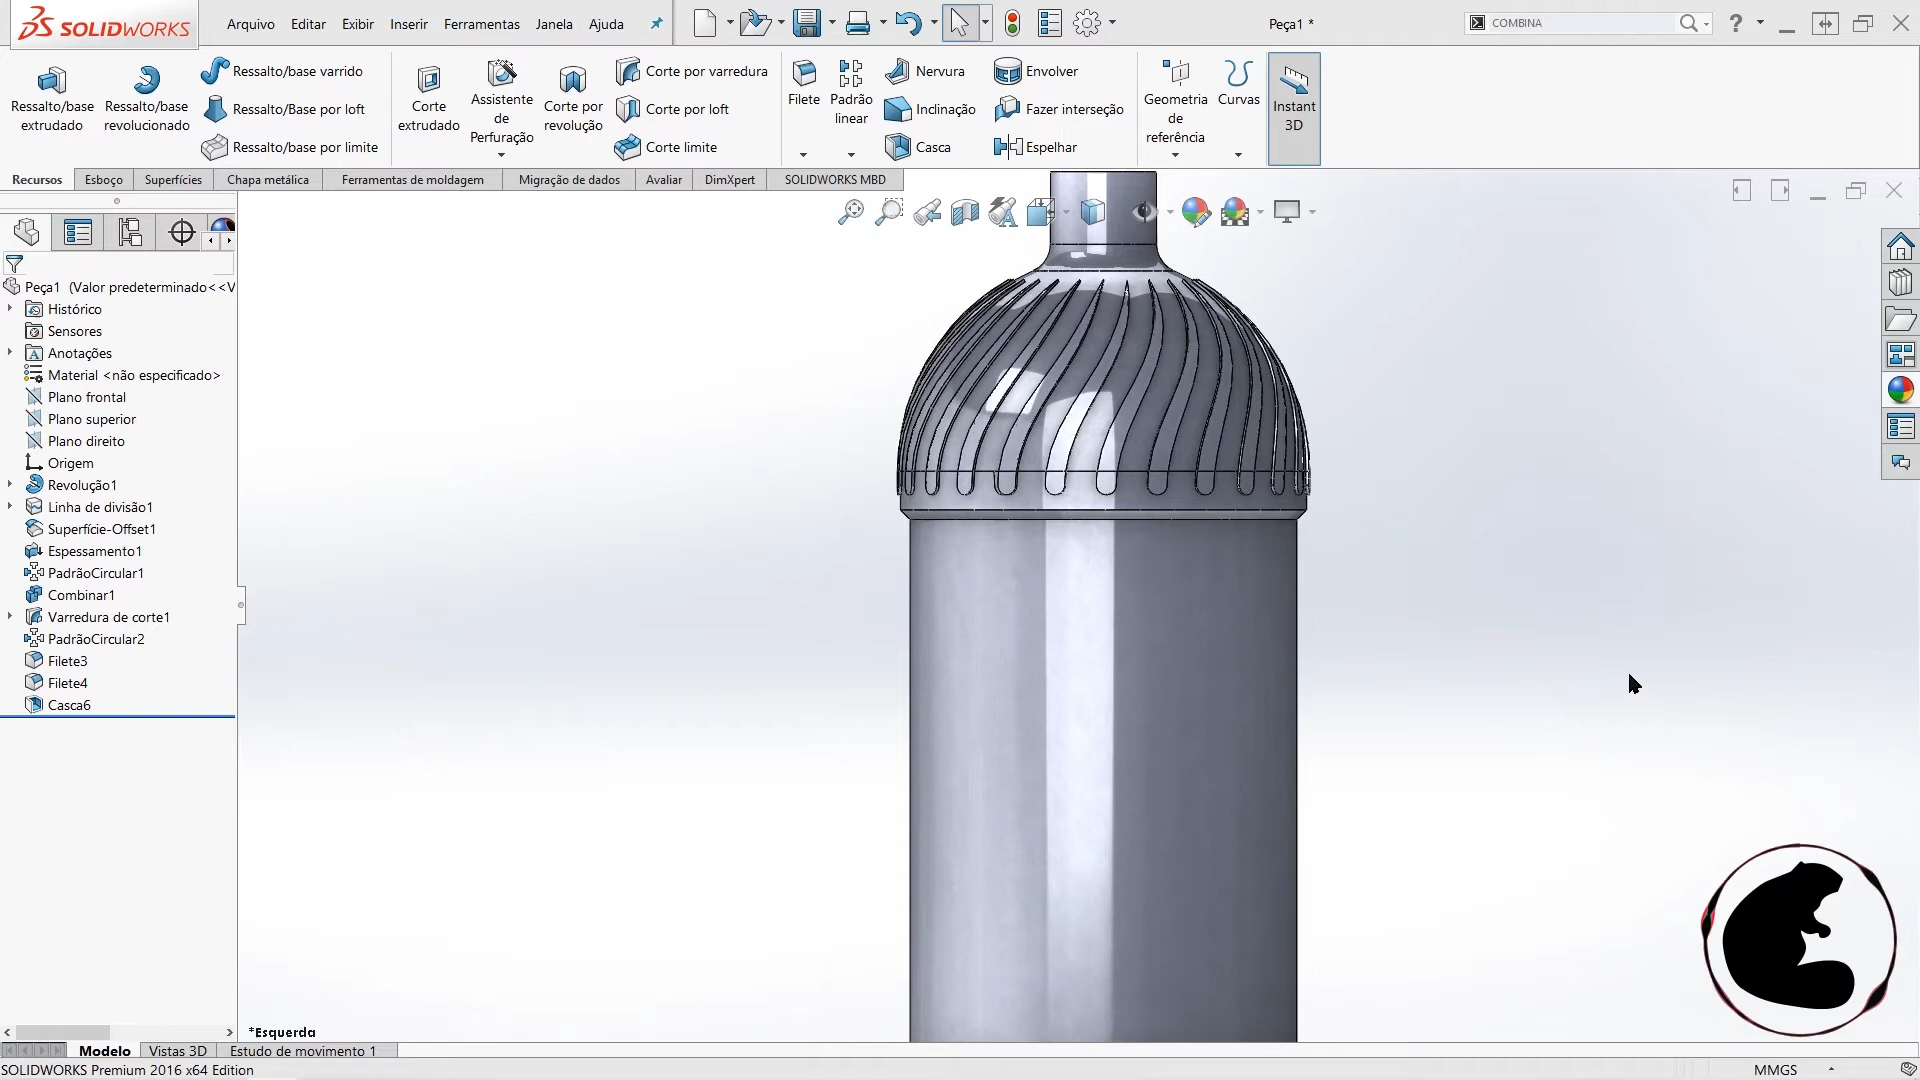 SOLIDWORKS
Arquivo Editar Exibir Inserir Ferramentas Janela Ajuda
Peça1 *
COMBINA
?
Ressalto/base extrudado
Ressalto/base revolucionado
Ressalto/base varrido
Ressalto/Base por loft
Ressalto/base por limite
Corte extrudado
Assistente de Perfuração
Corte por revolução
Corte por varredura
Corte por loft
Corte limite
Filete
Padrão linear
Nervura
Inclinação
Casca
Envolver
Fazer interseção
Espelhar
Geometria de referência
Curvas
Instant 3D
Recursos Esboço Superfícies Chapa metálica Ferramentas de moldagem Migração de dados Avaliar DimXpert SOLIDWORKS MBD
Peça1 (Valor predeterminado<<V
Histórico
Sensores
Anotações
Material <não especificado>
Plano frontal
Plano superior
Plano direito
Origem
Revolução1
Linha de divisão1
Superfície-Offset1
Espessamento1
PadrãoCircular1
Combinar1
Varredura de corte1
PadrãoCircular2
Filete3
Filete4
Casca6
*Esquerda
Modelo Vistas 3D Estudo de movimento 1
SOLIDWORKS Premium 2016 x64 Edition
MMGS